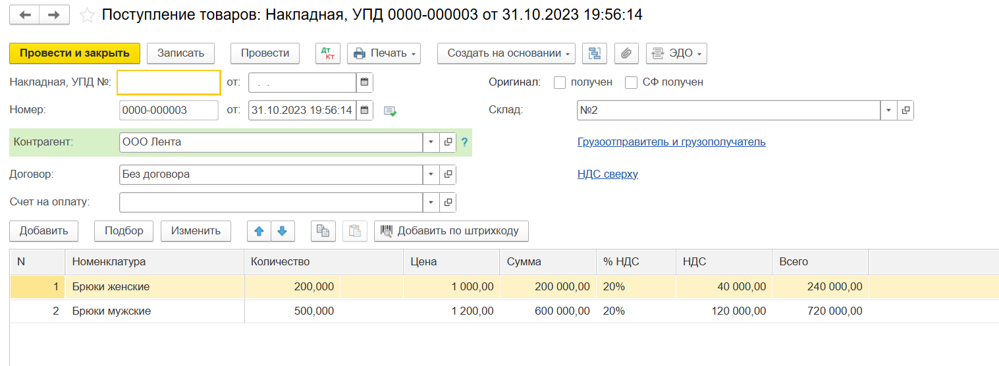 Поступление товаров: Накладная, УПД 0000-000003 от 31.10.2023 19:56:14
Провести и закрыть Записать Провести Дт Кт Печать Создать на основании ЭДО
Накладная, УПД №: от: . . Оригинал: получен СФ получен
Номер: 0000-000003 от: 31.10.2023 19:56:14 Склад: №2
Контрагент: ООО Лента ? Грузоотправитель и грузополучатель
Договор: Без договора НДС сверху
Счет на оплату:
Добавить Подбор Изменить Добавить по штрихкоду
N Номенклатура Количество Цена Сумма % НДС НДС Всего
1 Брюки женские 200,000 1 000,00 200 000,00 20% 40 000,00 240 000,00
2 Брюки мужские 500,000 1 200,00 600 000,00 20% 120 000,00 720 000,00